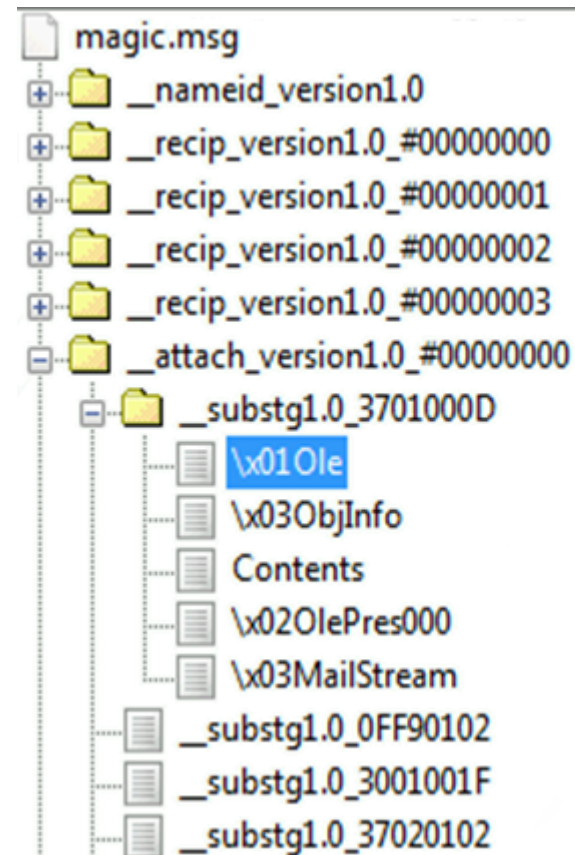 magic.msg
__nameid_version1.0
__recip_version1.0_#00000000
__recip_version1.0_#00000001
__recip_version1.0_#00000002
__recip_version1.0_#00000003
__attach_version1.0_#00000000
__substg1.0_3701000D
\x01Ole
\x03ObjInfo
Contents
\x02OlePres000
\x03MailStream
__substg1.0_0FF90102
__substg1.0_3001001F
__substg1.0_37020102